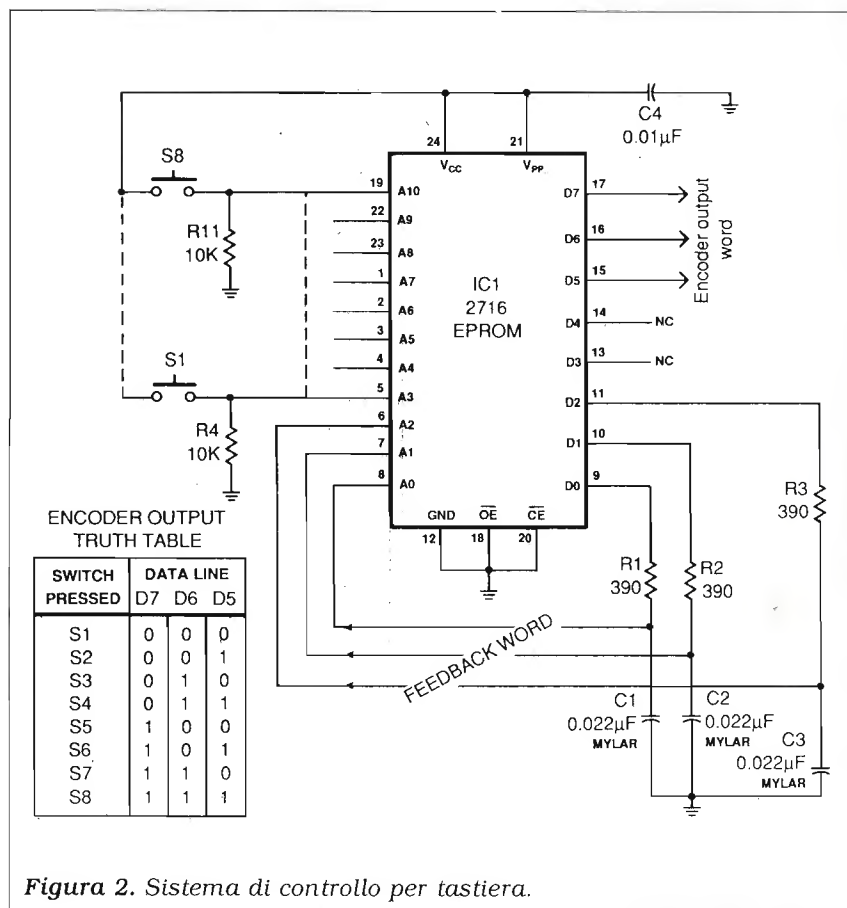 C4
0.01µF
24
21
VCC
VPP
S8
19
A10
D7
17
R11
10K
22
A9
D6
16
23
A8
1
A7
D5
15
Encoder output
word
2
A6
IC1
2716
EPROM
D4
14
NC
3
A5
D3
13
NC
4
A4
S1
5
A3
D2
11
R4
10K
6
A2
7
A1
D1
10
8
A0
D0
9
R3
390
GND
OE
CE
12
18
20
R1
390
R2
390
FEEDBACK WORD
ENCODER OUTPUT
TRUTH TABLE
SWITCH PRESSED DATA LINE
D7 D6 D5
S1 0 0 0
S2 0 0 1
S3 0 1 0
S4 0 1 1
S5 1 0 0
S6 1 0 1
S7 1 1 0
S8 1 1 1
C1
0.022µF
MYLAR
C2
0.022µF
MYLAR
C3
0.022µF
MYLAR
Figura 2. Sistema di controllo per tastiera.